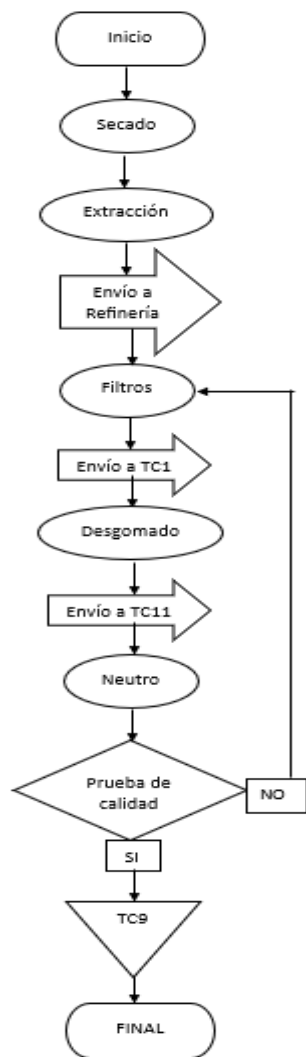 Inicio
Secado
Extracción
Envío a
Refinería
Filtros
Envío a TC1
Desgomado
Envío a TC11
Neutro
Prueba de
calidad
NO
SI
TC9
FINAL